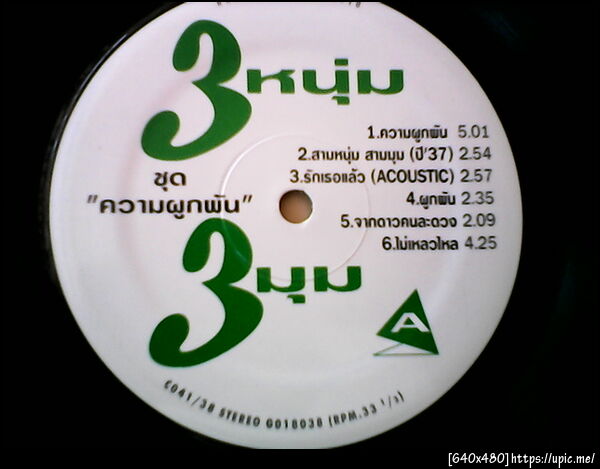 3หนุ่ม
1.ความผูกพัน 5.01
2.สามหนุ่ม สามมุม (ปี'37) 2.54
3.รักเธอแล้ว (ACOUSTIC) 2.57
4.ผูกพัน 2.35
5.จากดาวคนละดวง 2.09
6.ไม่เหลวไหล 4.25
ชุด
"ความผูกพัน"
3มุม
A
E041/38 STEREO G018038 (RPM.33 1/3)
[640x480]https://upic.me/